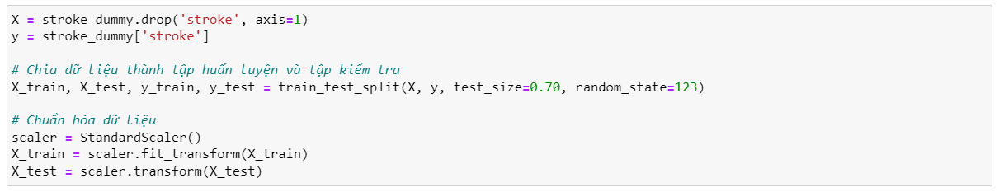 X = stroke_dummy.drop('stroke', axis=1)
y = stroke_dummy['stroke']
# Chia dữ liệu thành tập huấn luyện và tập kiểm tra
X_train, X_test, y_train, y_test = train_test_split(X, y, test_size=0.70, random_state=123)
# Chuẩn hóa dữ liệu
scaler = StandardScaler()
X_train = scaler.fit_transform(X_train)
X_test = scaler.transform(X_test)